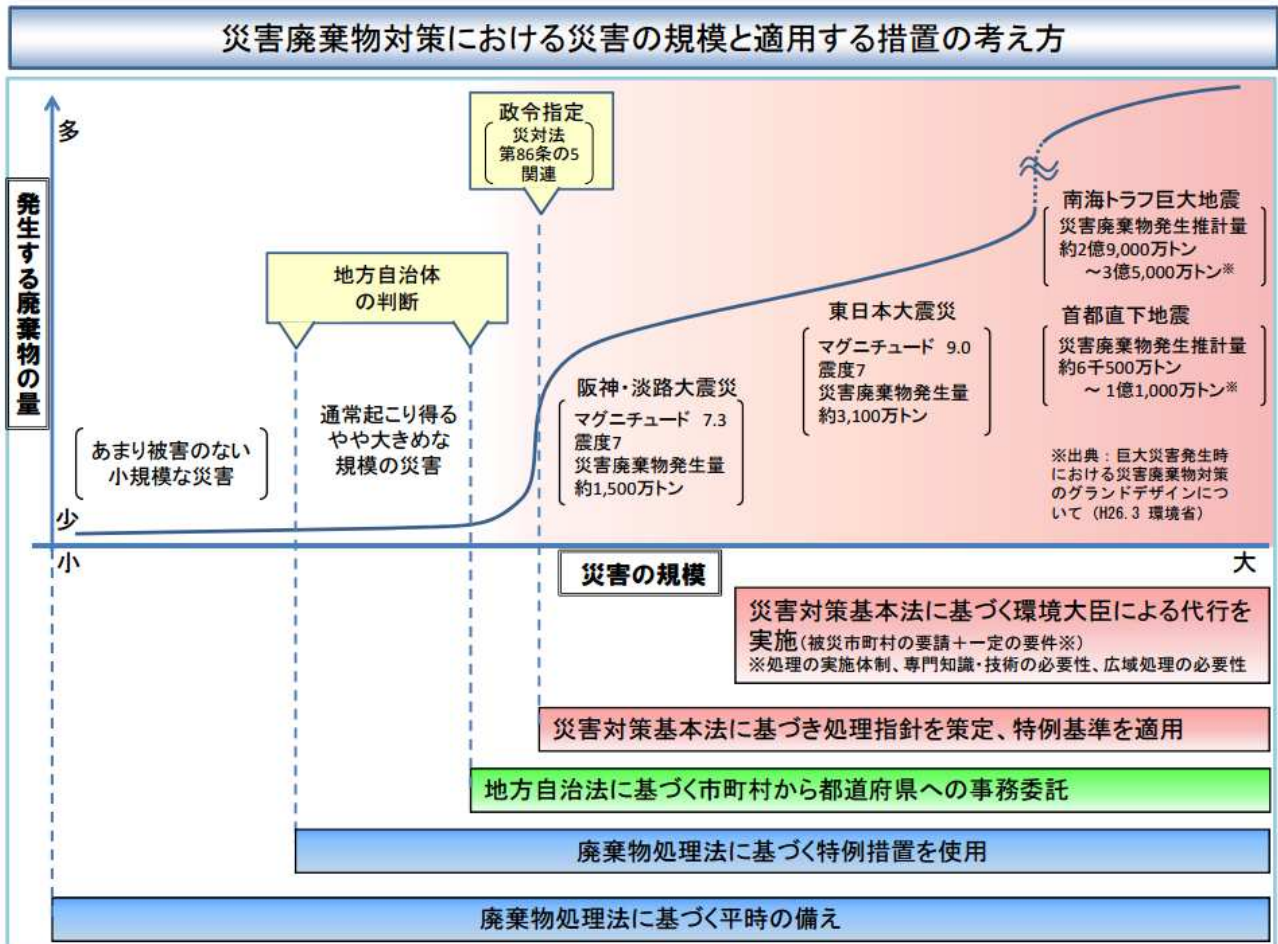 災害廃棄物対策における災害の規模と適用する措置の考え方
多
発生する廃棄物の量
少
小
大
災害の規模
政令指定
災対法
第86条の5
関連
地方自治体
の判断
あまり被害のない
小規模な災害
通常起こり得る
やや大きめな
規模の災害
阪神・淡路大震災
マグニチュード 7.3
震度7
災害廃棄物発生量
約1,500万トン
東日本大震災
マグニチュード 9.0
震度7
災害廃棄物発生量
約3,100万トン
南海トラフ巨大地震
災害廃棄物発生推計量
約2億9,000万トン
～3億5,000万トン※
首都直下地震
災害廃棄物発生推計量
約6千500万トン
～ 1億1,000万トン※
※出典：巨大災害発生時
における災害廃棄物対策
のグランドデザインにつ
いて (H26.3 環境省)
災害対策基本法に基づく環境大臣による代行を
実施(被災市町村の要請＋一定の要件※)
※処理の実施体制、専門知識・技術の必要性、広域処理の必要性
災害対策基本法に基づき処理指針を策定、特例基準を適用
地方自治法に基づく市町村から都道府県への事務委託
廃棄物処理法に基づく特例措置を使用
廃棄物処理法に基づく平時の備え